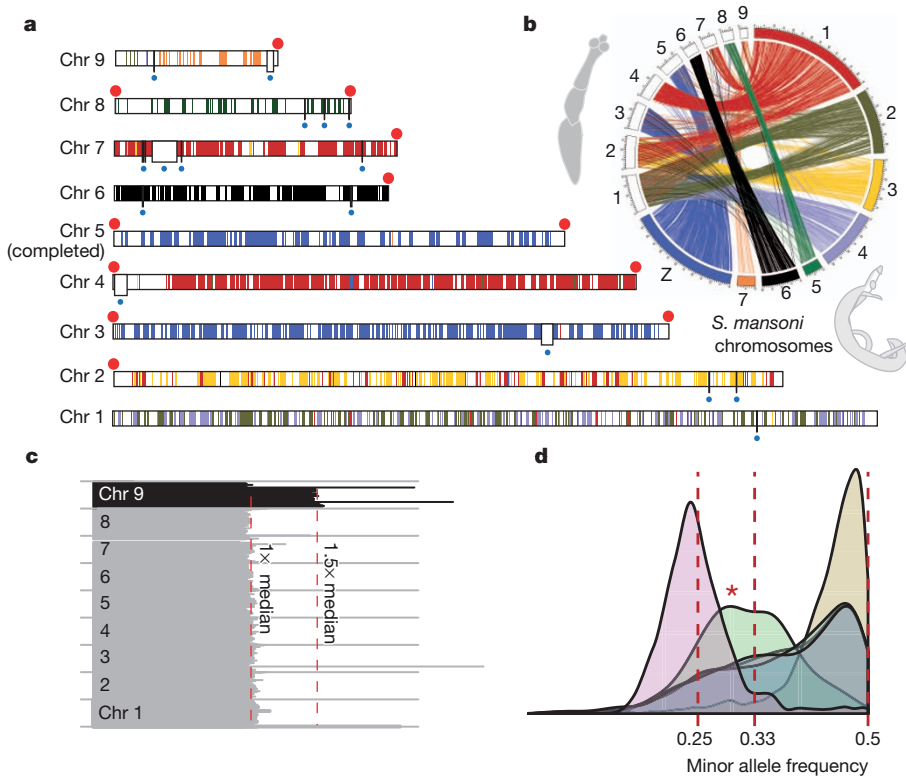 a
Chr 9
Chr 8
Chr 7
Chr 6
Chr 5
(completed)
Chr 4
Chr 3
Chr 2
Chr 1
b
1
2
3
4
5
6
7
8
9
1
2
3
4
5
6
7
Z
S. mansoni
chromosomes
c
Chr 9
8
7
6
5
4
3
2
Chr 1
1× median
1.5× median
d
*
0.25
0.33
0.5
Minor allele frequency